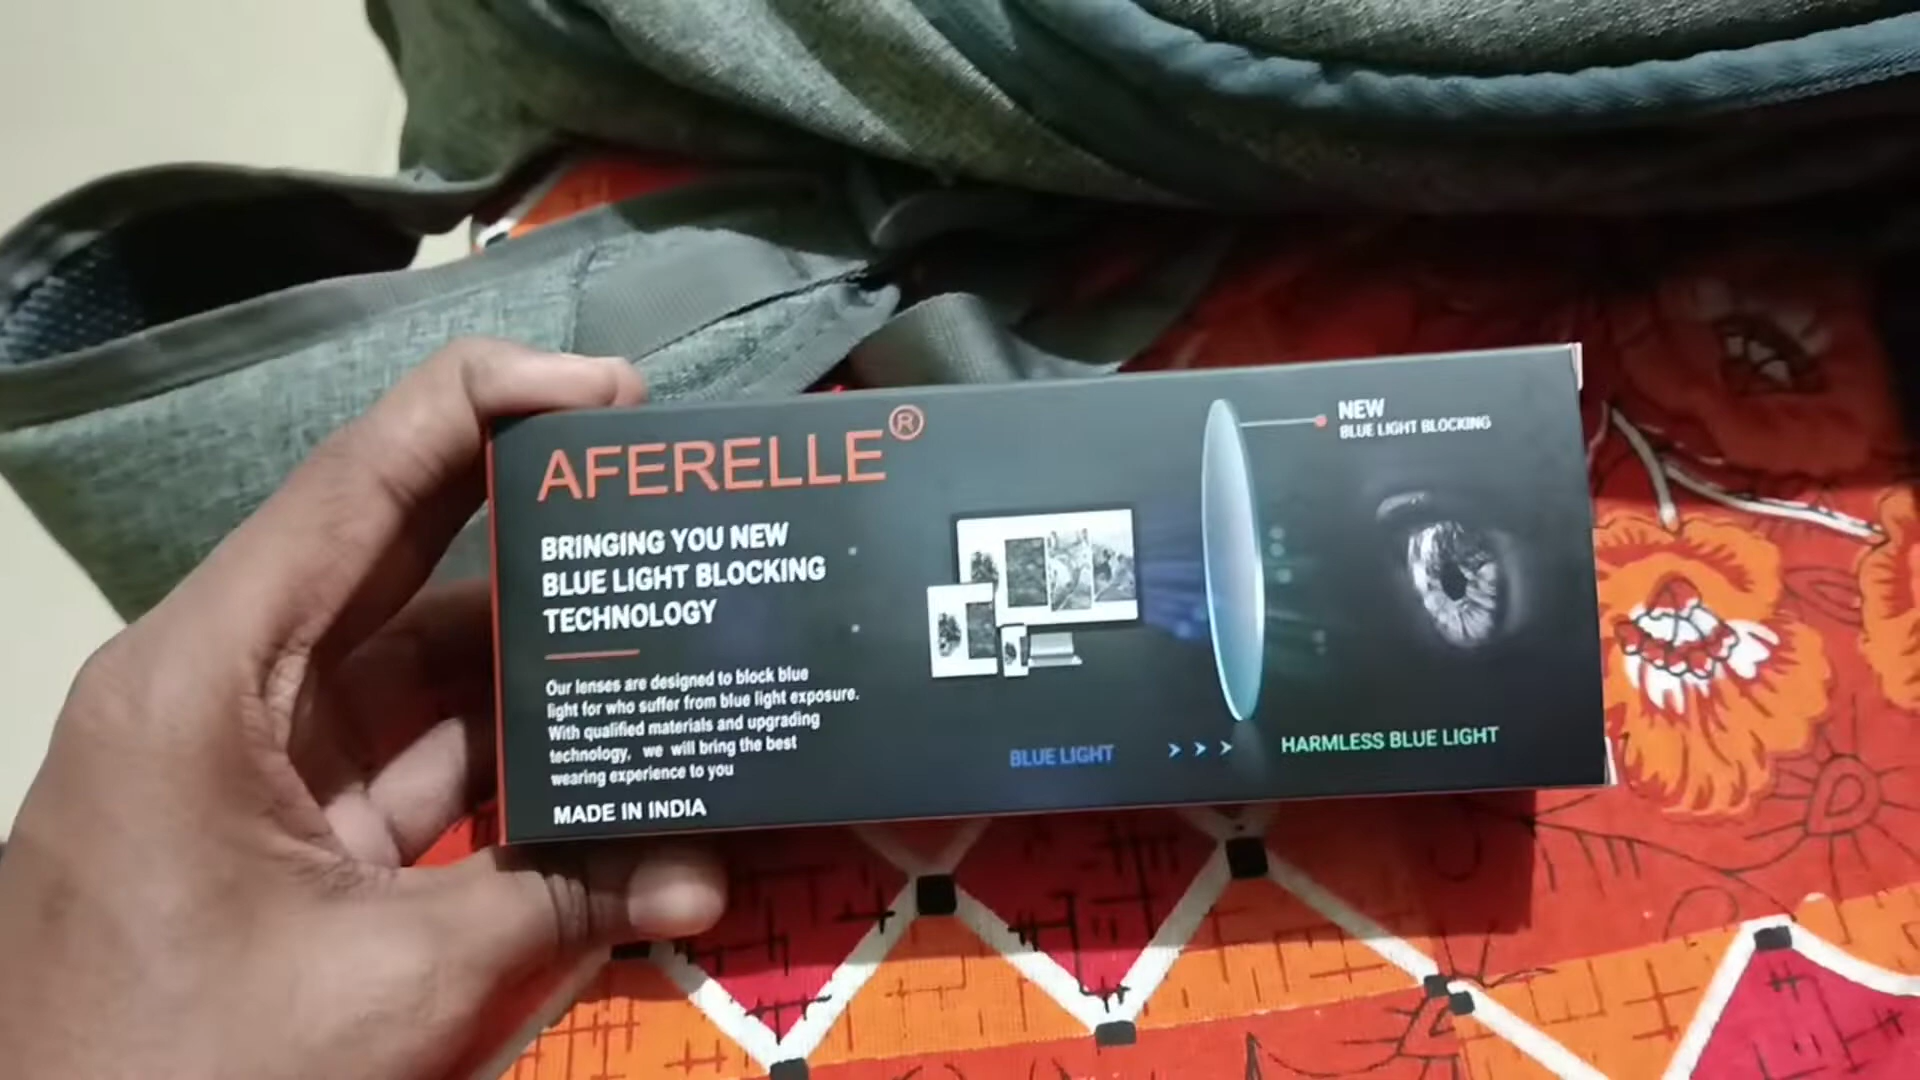 AFERELLE®
BRINGING YOU NEW
BLUE LIGHT BLOCKING
TECHNOLOGY
Our lenses are designed to block blue
light for who suffer from blue light exposure.
With qualified materials and upgrading
technology, we will bring the best
wearing experience to you
MADE IN INDIA
NEW
BLUE LIGHT BLOCKING
BLUE LIGHT
HARMLESS BLUE LIGHT